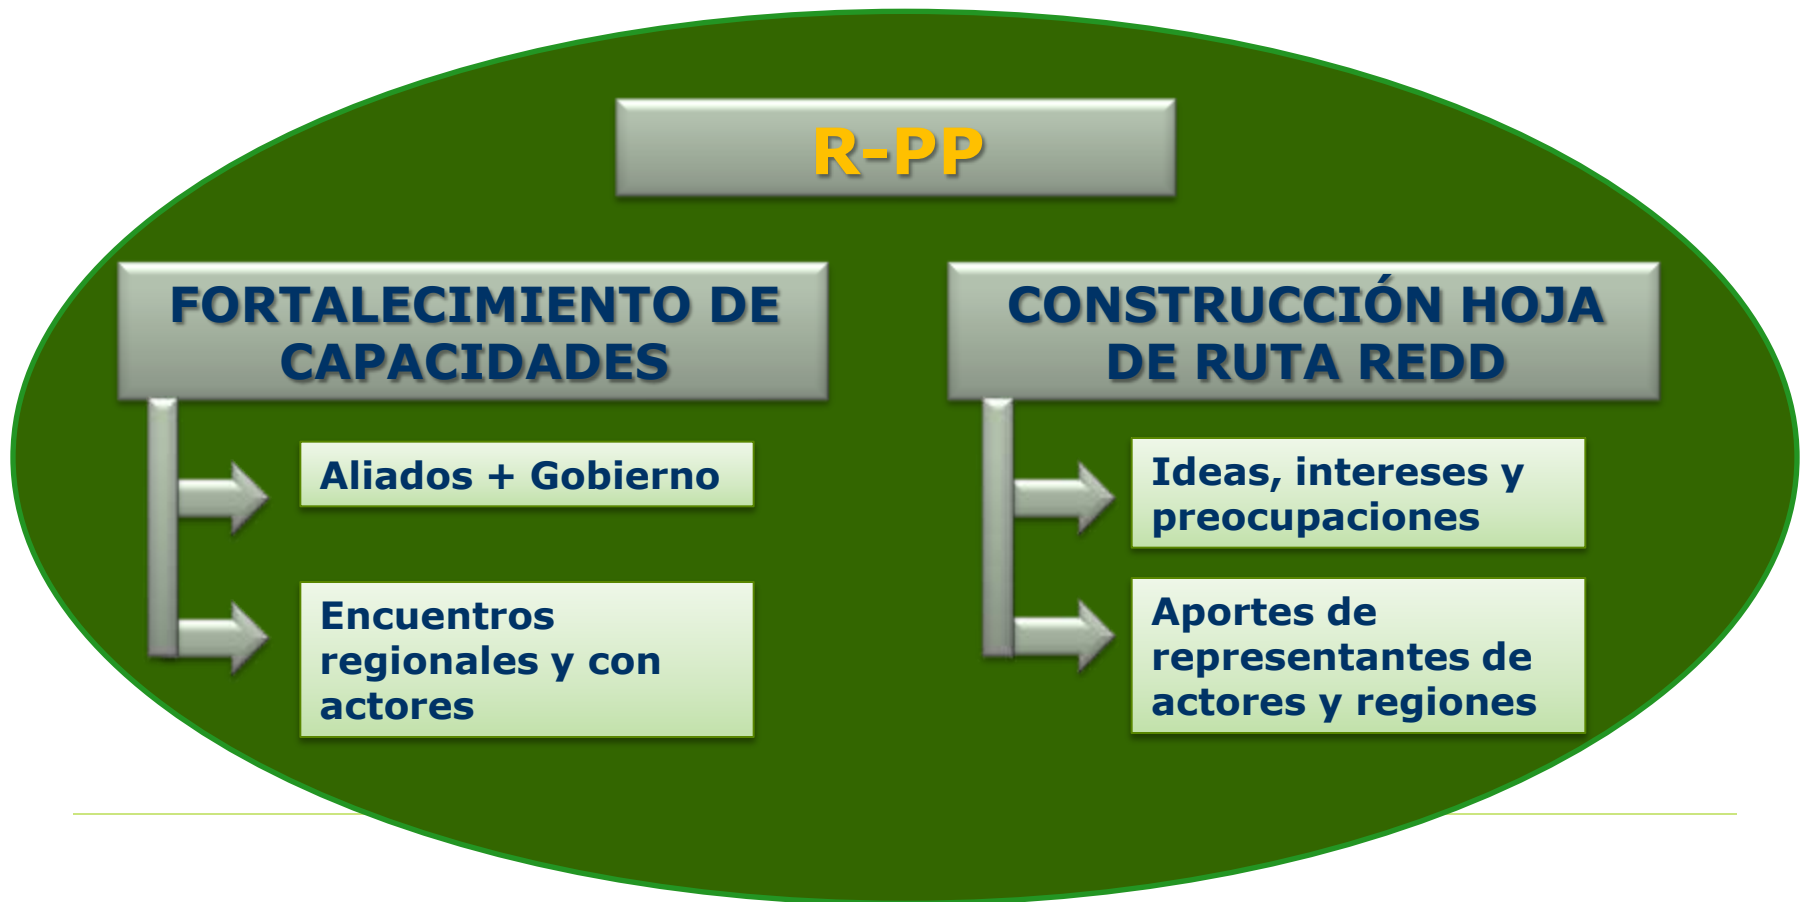 R-PP
FORTALECIMIENTO DE
CAPACIDADES
Aliados + Gobierno
Encuentros
regionales y con
actores
CONSTRUCCIÓN HOJA
DE RUTA REDD
Ideas, intereses y
preocupaciones
Aportes de
representantes de
actores y regiones